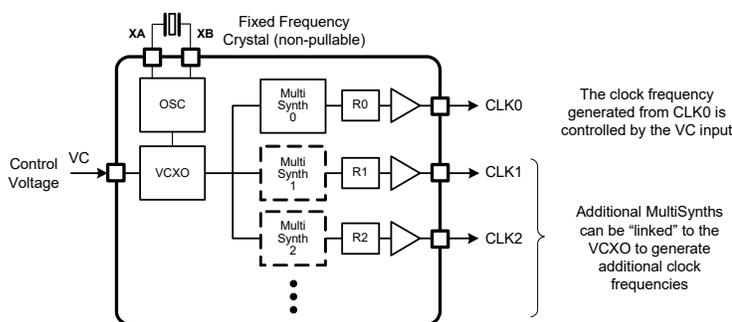 XA
XB
Fixed Frequency
Crystal (non-pullable)
OSC
Multi
Synth
0
R0
CLK0
The clock frequency
generated from CLK0 is
controlled by the VC input
Control
Voltage
VC
VCXO
Multi
Synth
1
R1
CLK1
Multi
Synth
2
R2
CLK2
Additional MultiSynths
can be “linked” to the
VCXO to generate
additional clock
frequencies